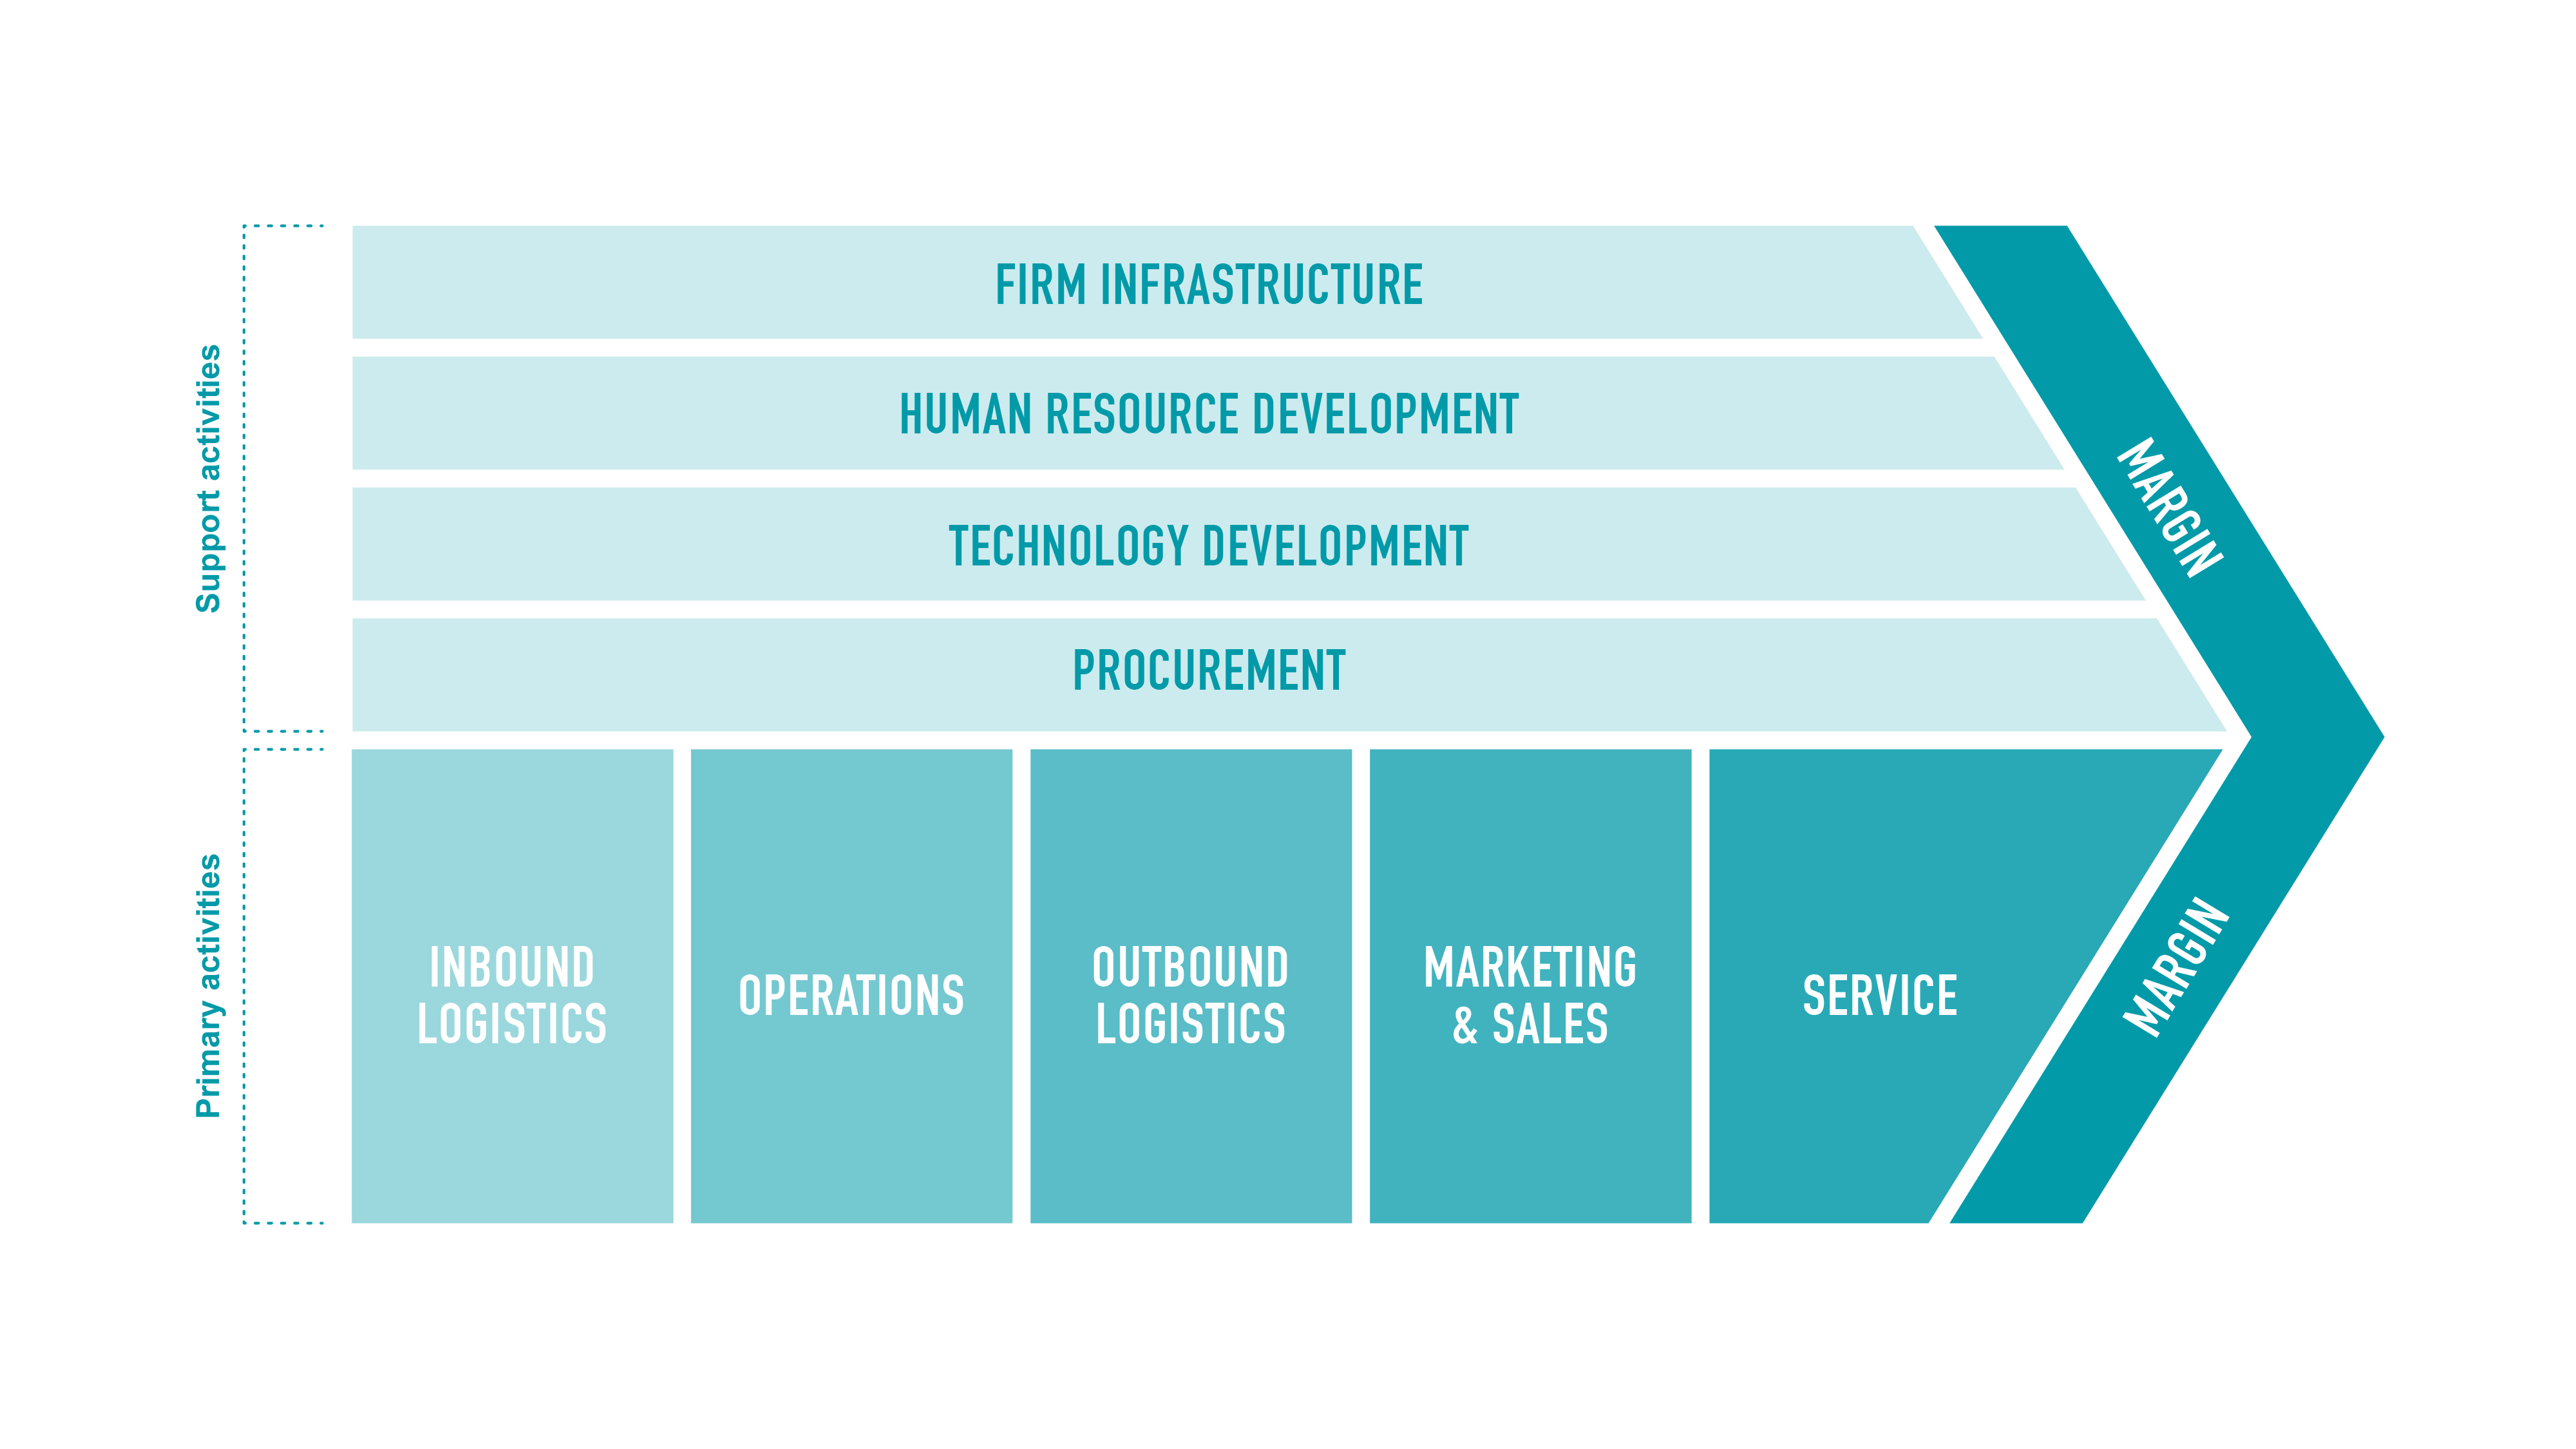 Support activities
FIRM INFRASTRUCTURE
HUMAN RESOURCE DEVELOPMENT
TECHNOLOGY DEVELOPMENT
PROCUREMENT
MARGIN
Primary activities
INBOUND
LOGISTICS
OPERATIONS
OUTBOUND
LOGISTICS
MARKETING
& SALES
SERVICE
MARGIN